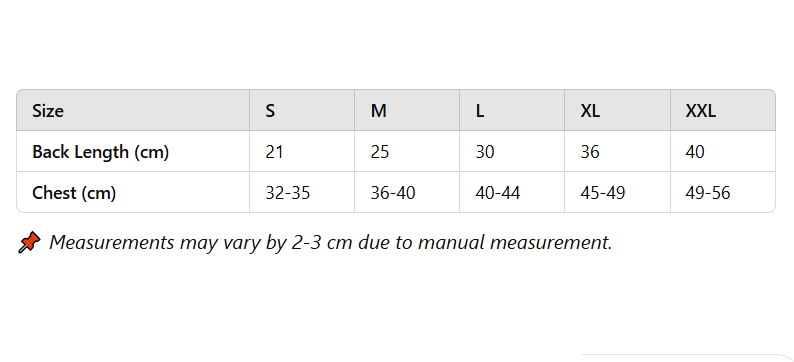 Size S M L XL XXL
Back Length (cm) 21 25 30 36 40
Chest (cm) 32-35 36-40 40-44 45-49 49-56
📌 Measurements may vary by 2-3 cm due to manual measurement.